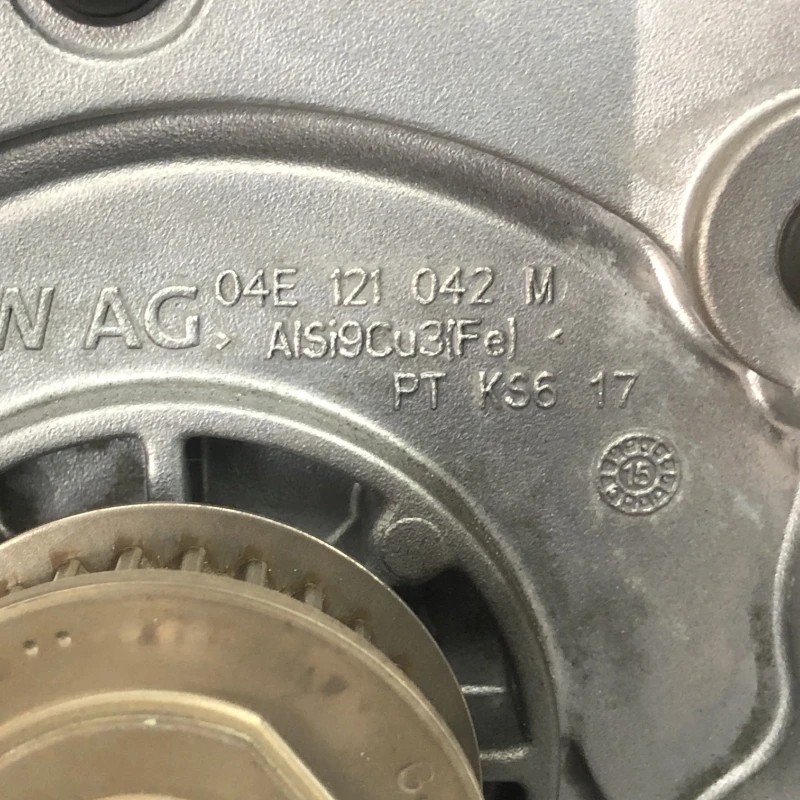 W AG 04E 121 042 M
> AlSi9Cu3(Fe) <
PT KS6 17
15